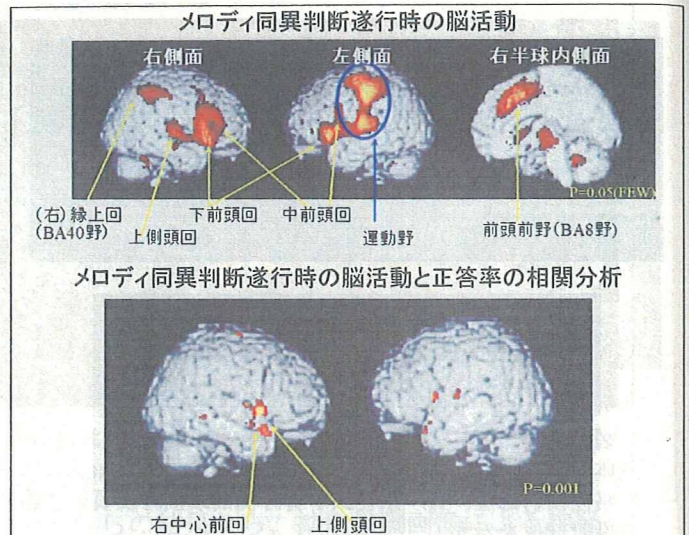 メロディ同異判断遂行時の脳活動
右側面 左側面 右半球内側面
P=0.05(FEW)
(右)縁上回
(BA40野)
上側頭回
下前頭回
中前頭回
運動野
前頭前野(BA8野)
メロディ同異判断遂行時の脳活動と正答率の相関分析
P=0.001
右中心前回
上側頭回